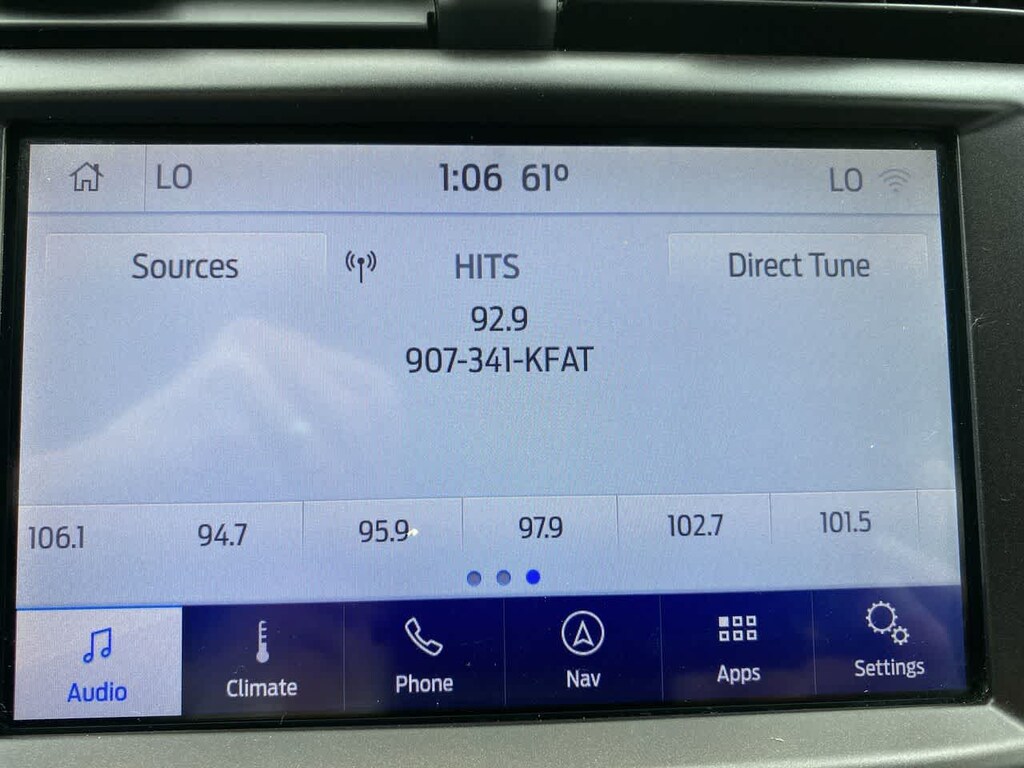 LO 1:06 61° LO
Sources HITS Direct Tune
92.9
907-341-KFAT
106.1 94.7 95.9 97.9 102.7 101.5
Audio Climate Phone Nav Apps Settings